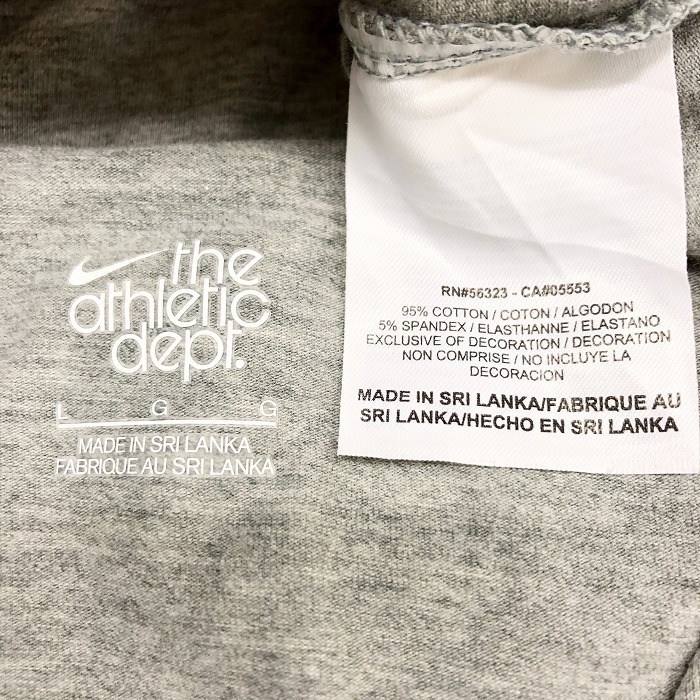 the
athletic
dept.
L G G
MADE IN SRI LANKA
FABRIQUE AU SRI LANKA
RN#56323 - CA#05553
95% COTTON / COTON / ALGODON
5% SPANDEX / ELASTHANNE / ELASTANO
EXCLUSIVE OF DECORATION / DECORATION
NON COMPRISE / NO INCLUYE LA
DECORACION
MADE IN SRI LANKA/FABRIQUE AU
SRI LANKA/HECHO EN SRI LANKA